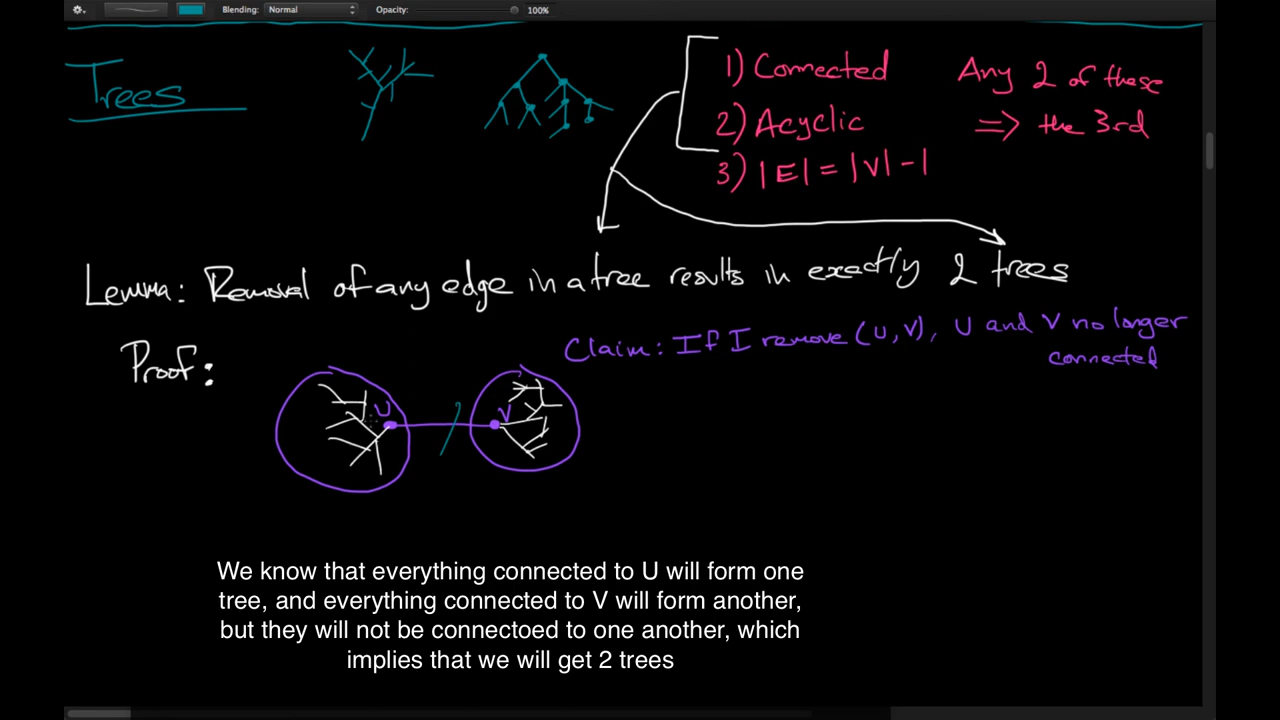 Blending: Normal Opacity: 100%
Trees
1) Connected
2) Acyclic
3) |E| = |V| - 1
Any 2 of these
=> the 3rd
Lemma: Removal of any edge in a tree results in exactly 2 trees
Proof:
Claim: If I remove (U, V), U and V no longer
connected
U
V
We know that everything connected to U will form one
tree, and everything connected to V will form another,
but they will not be connectoed to one another, which
implies that we will get 2 trees